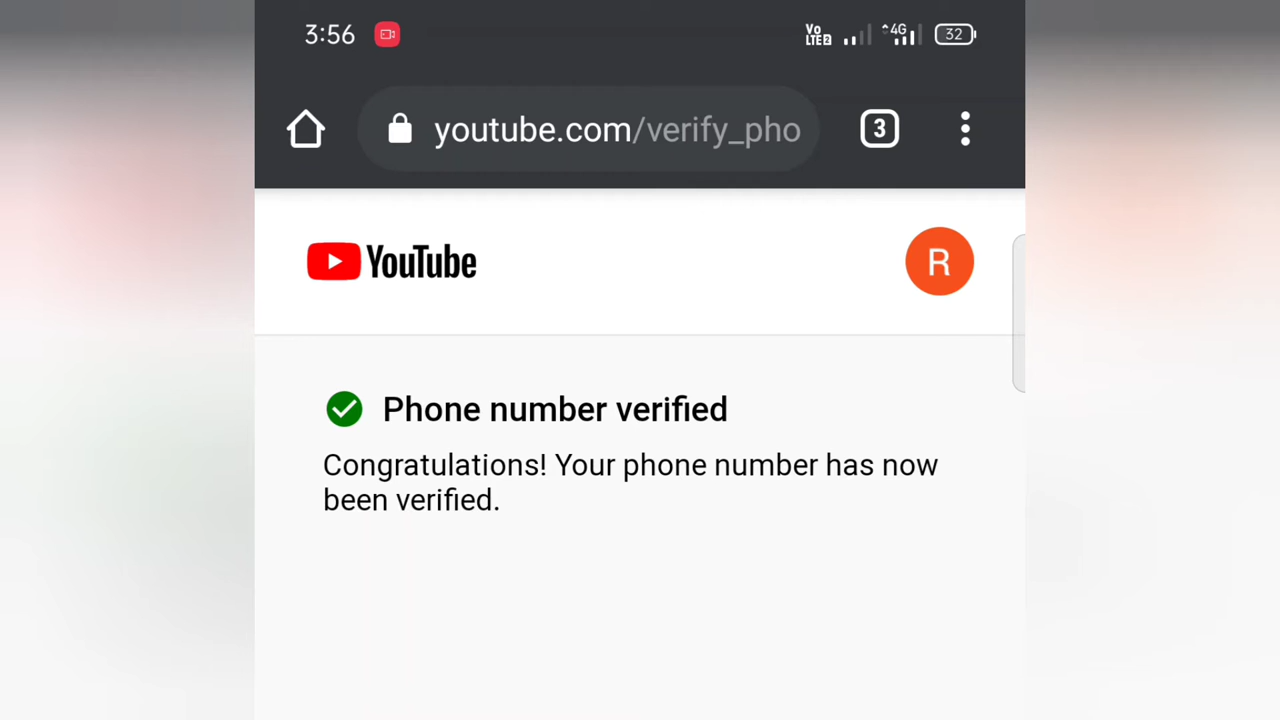 3:56 Vo LTE2 4G 32
youtube.com/verify_pho 3
YouTube R
Phone number verified
Congratulations! Your phone number has now
been verified.